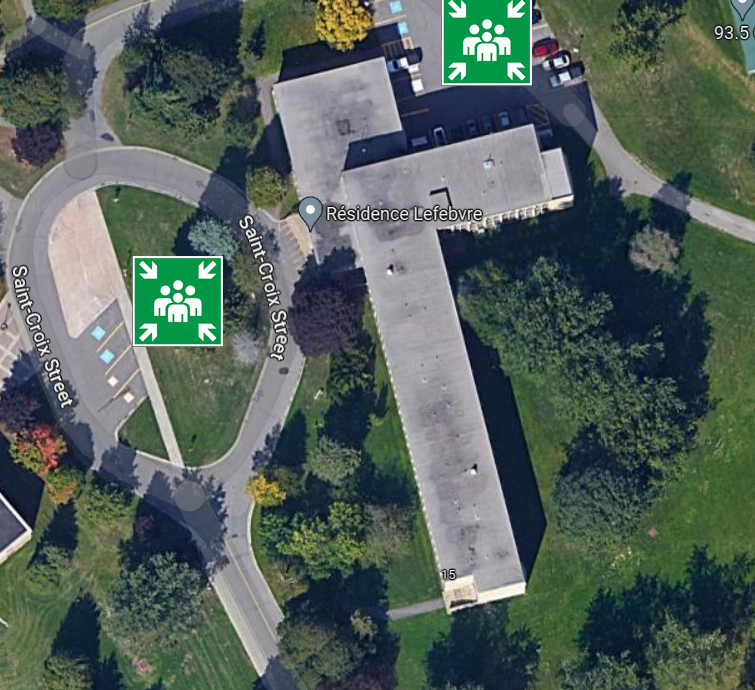 93.5
Résidence Lefebvre
Saint-Croix Street
Saint-Croix Street
15